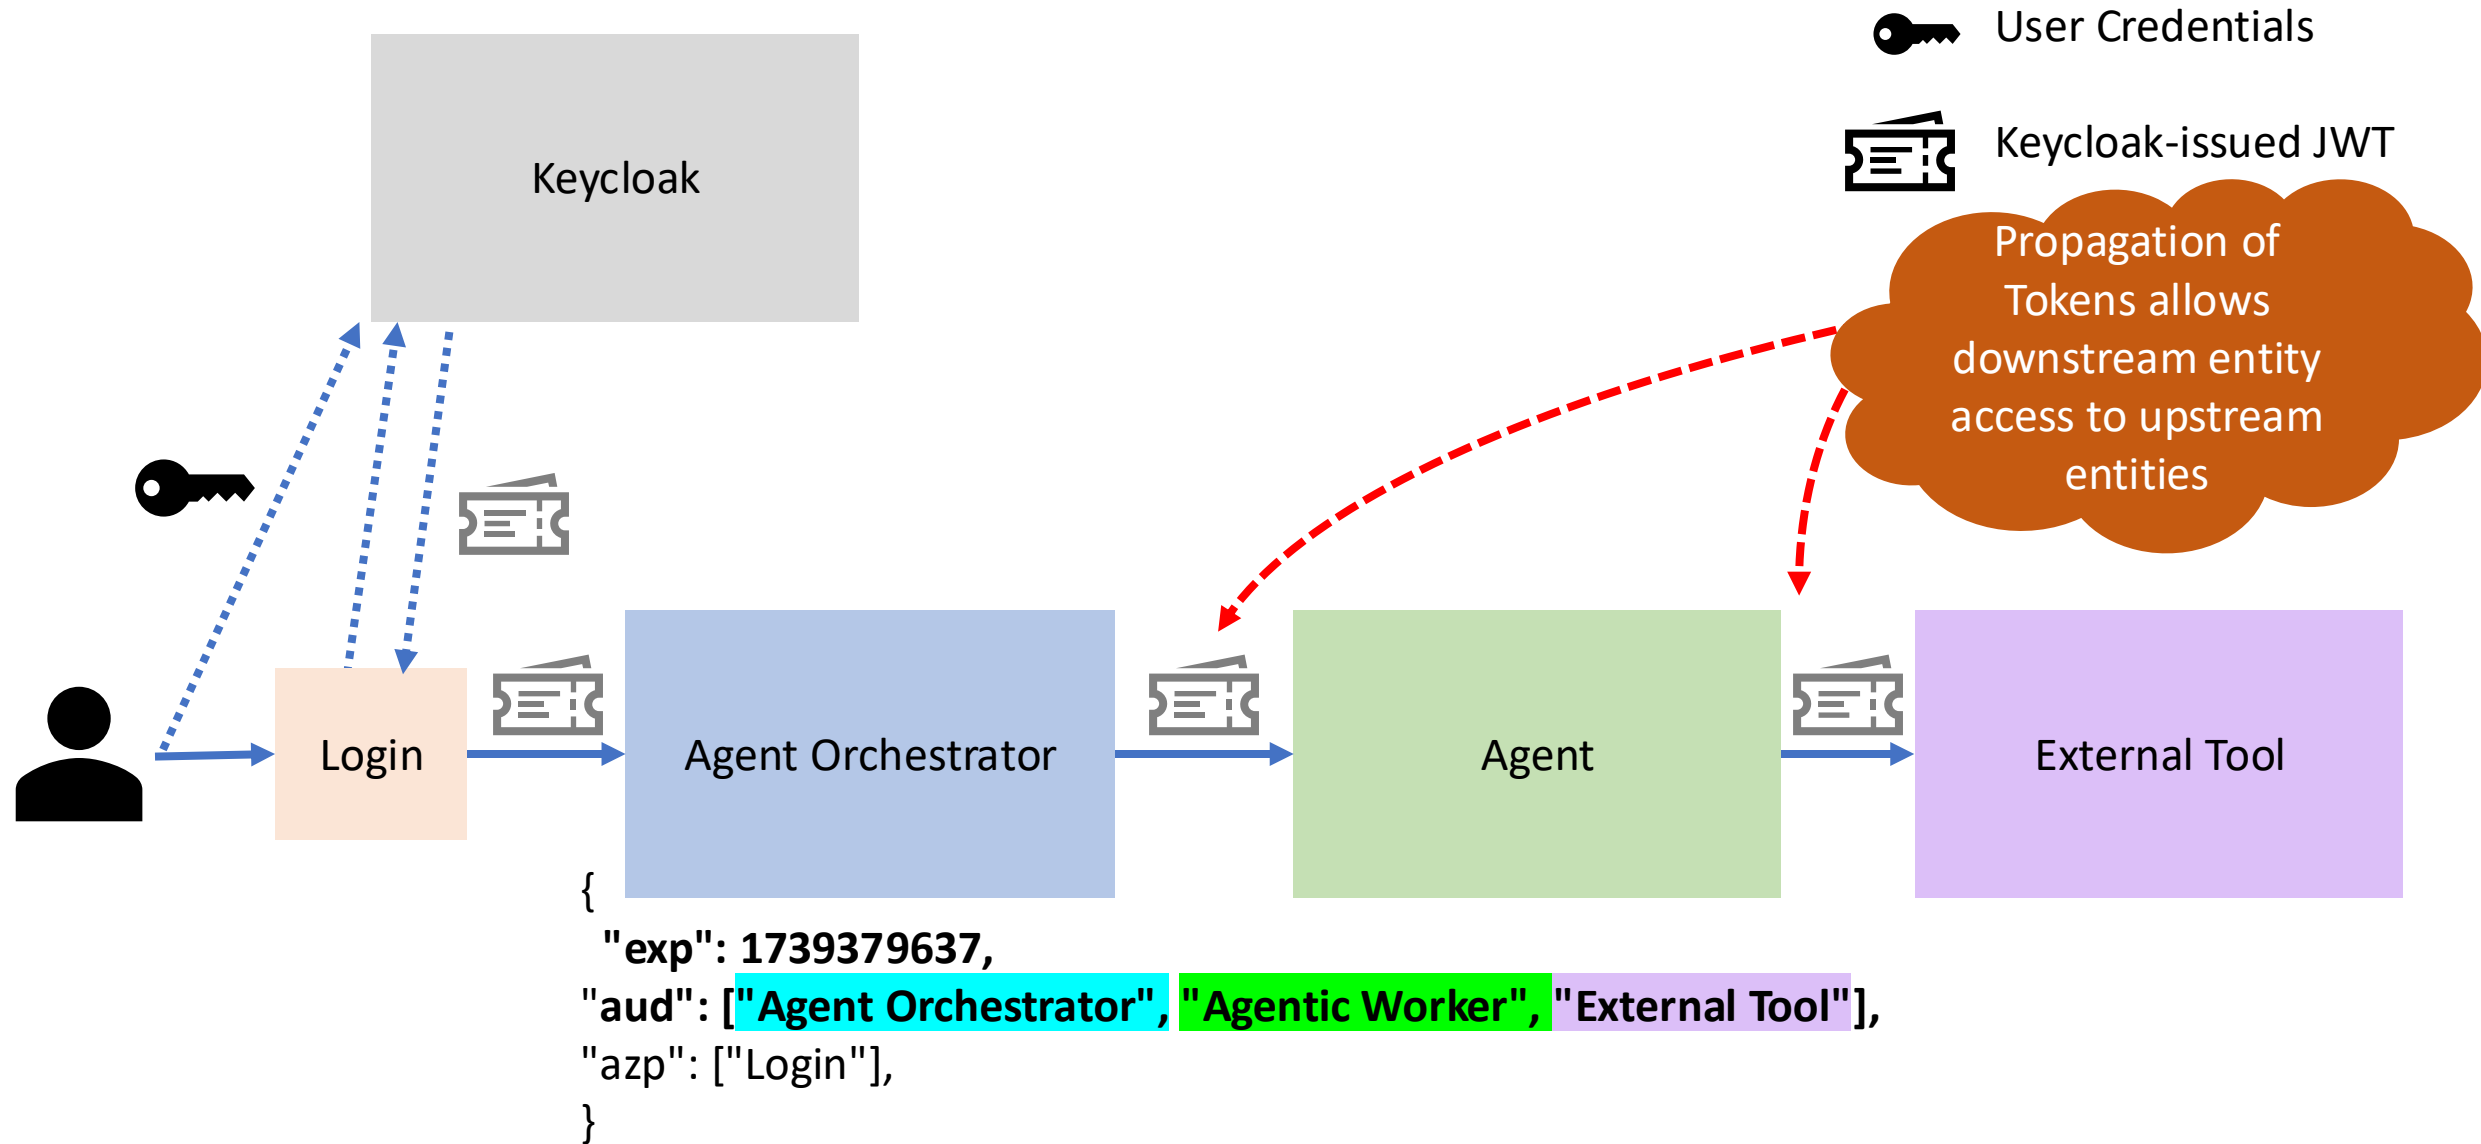 User Credentials
Keycloak-issued JWT
Keycloak
Propagation of
Tokens allows
downstream entity
access to upstream
entities
Login
Agent Orchestrator
Agent
External Tool
{
"exp": 1739379637,
"aud": ["Agent Orchestrator", "Agentic Worker", "External Tool"],
"azp": ["Login"],
}